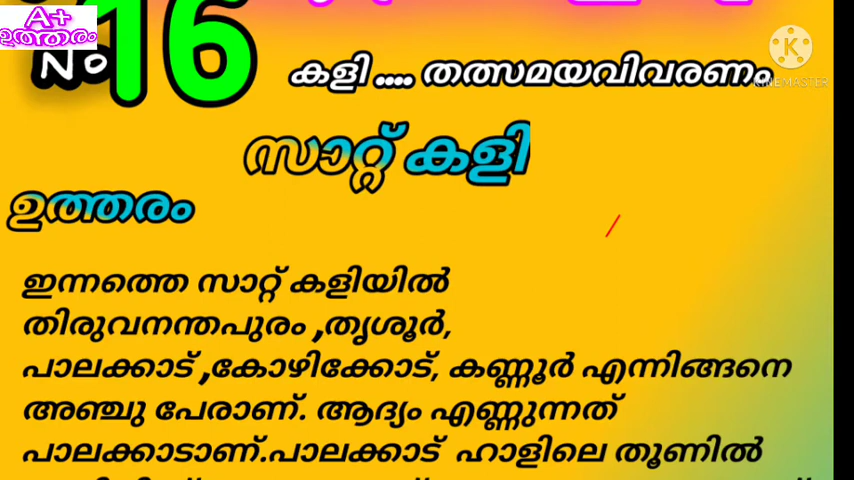 A+
ഉത്തരം
No 16
കളി .... തത്സമയവിവരണം
KINEMASTER
സാറ്റ് കളി
ഉത്തരം
ഇന്നത്തെ സാറ്റ് കളിയിൽ
തിരുവനന്തപുരം ,തൃശൂർ,
പാലക്കാട് ,കോഴിക്കോട്, കണ്ണൂർ എന്നിങ്ങനെ
അഞ്ചു പേരാണ്. ആദ്യം എണ്ണുന്നത്
പാലക്കാടാണ്.പാലക്കാട് ഹാളിലെ തൂണിൽ